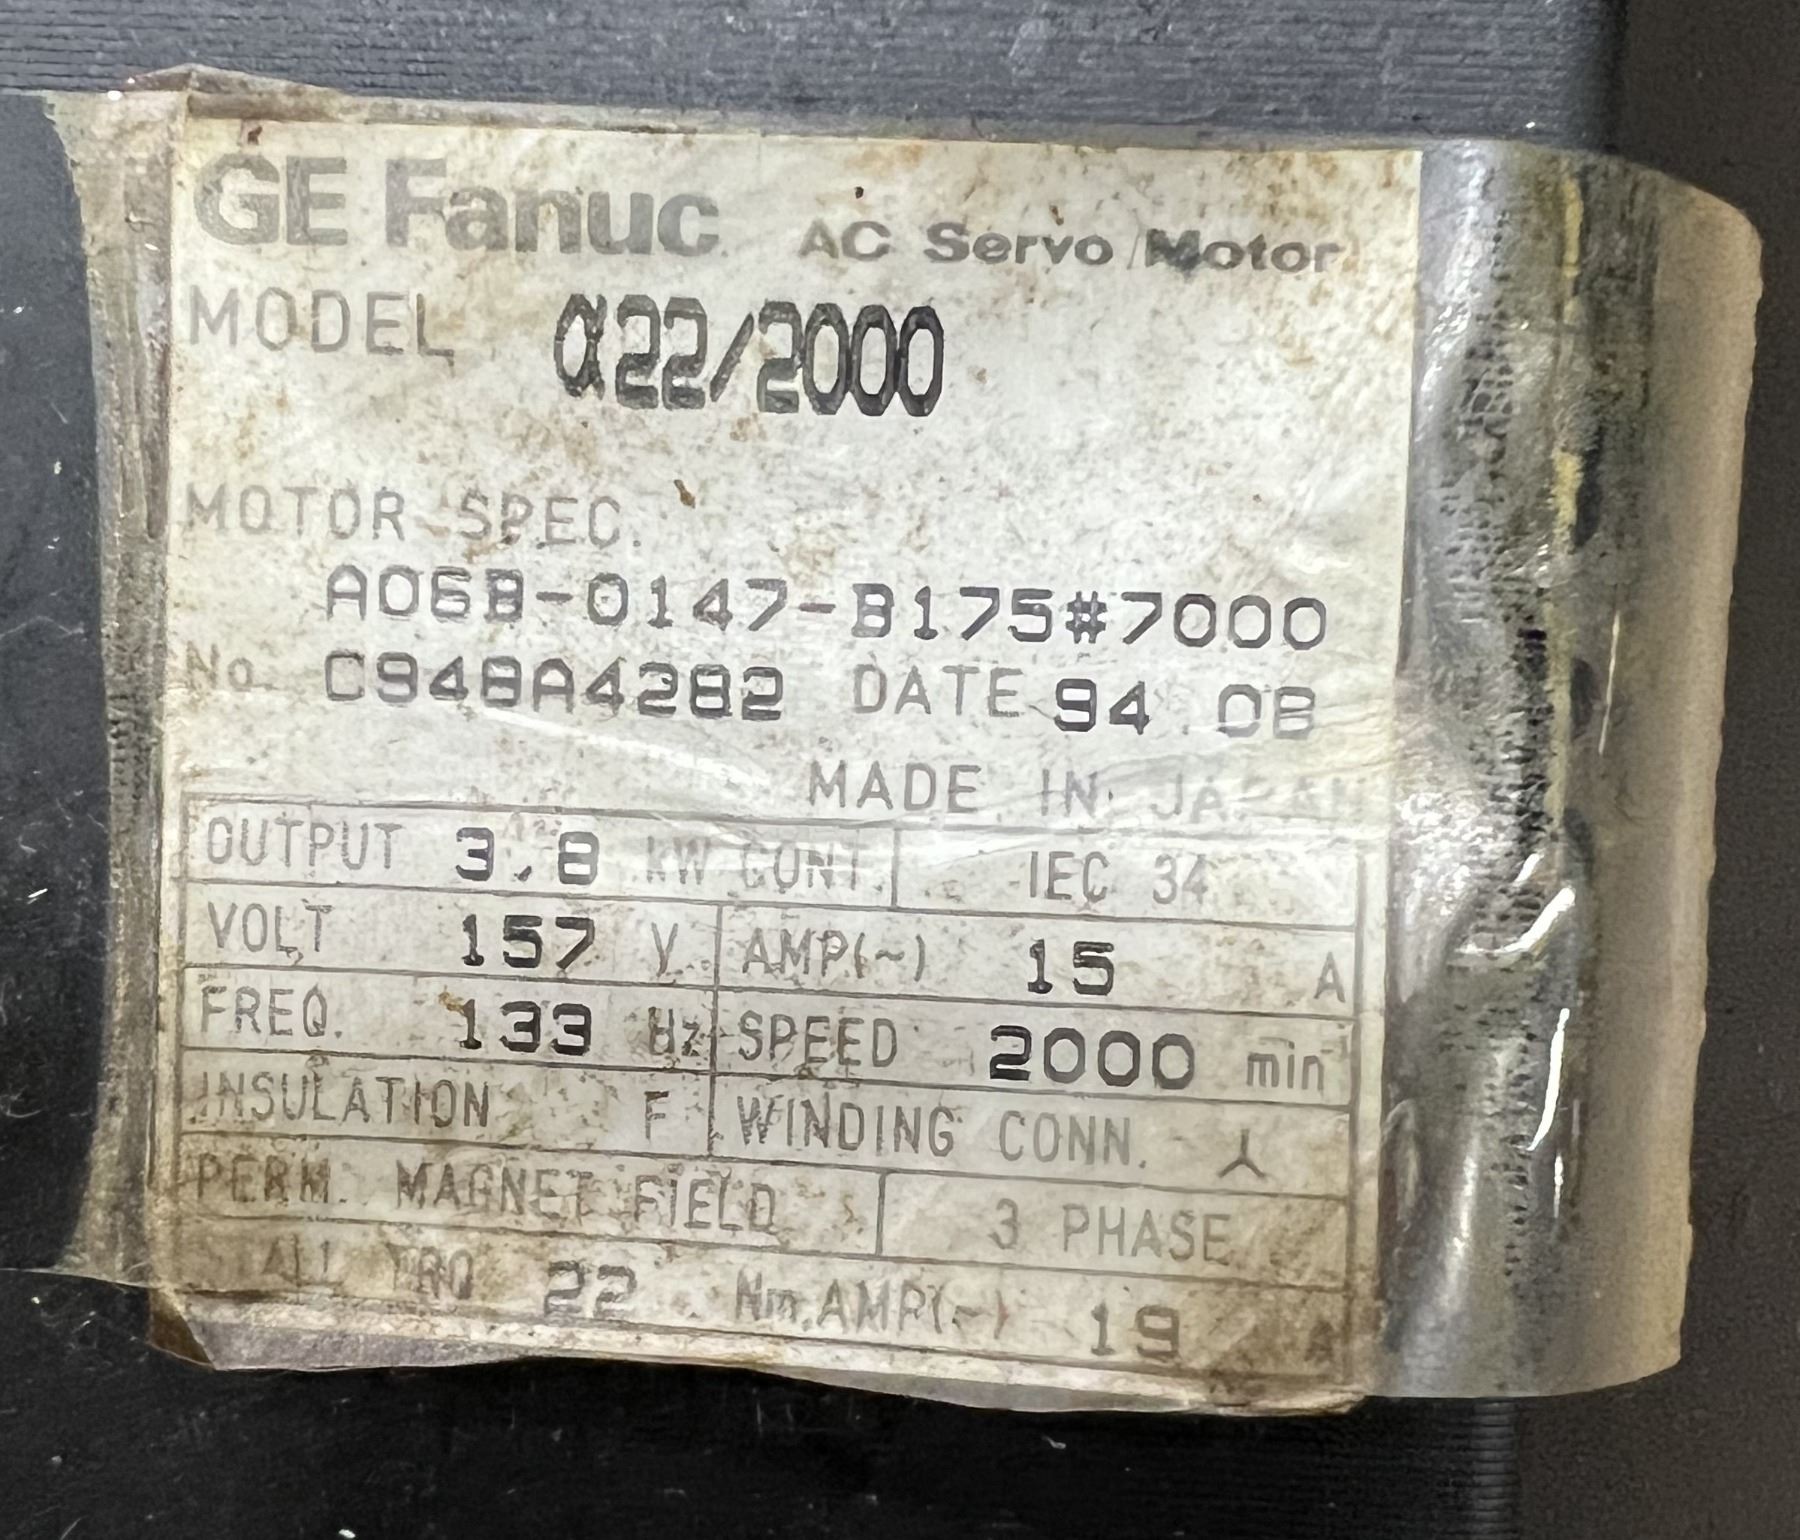 GE Fanuc AC Servo Motor
MODEL α22/2000
MOTOR SPEC.
A06B-0147-B175#7000
No. C948A4282 DATE 94.08
MADE IN JAPAN
OUTPUT 3.8 kW CONT. IEC 34
VOLT 157 V AMP(~) 15 A
FREQ. 133 Hz SPEED 2000 min⁻¹
INSULATION F WINDING CONN. Y
PERM. MAGNET FIELD 3 PHASE
STALL TRQ 22 Nm. AMP(~) 19 A